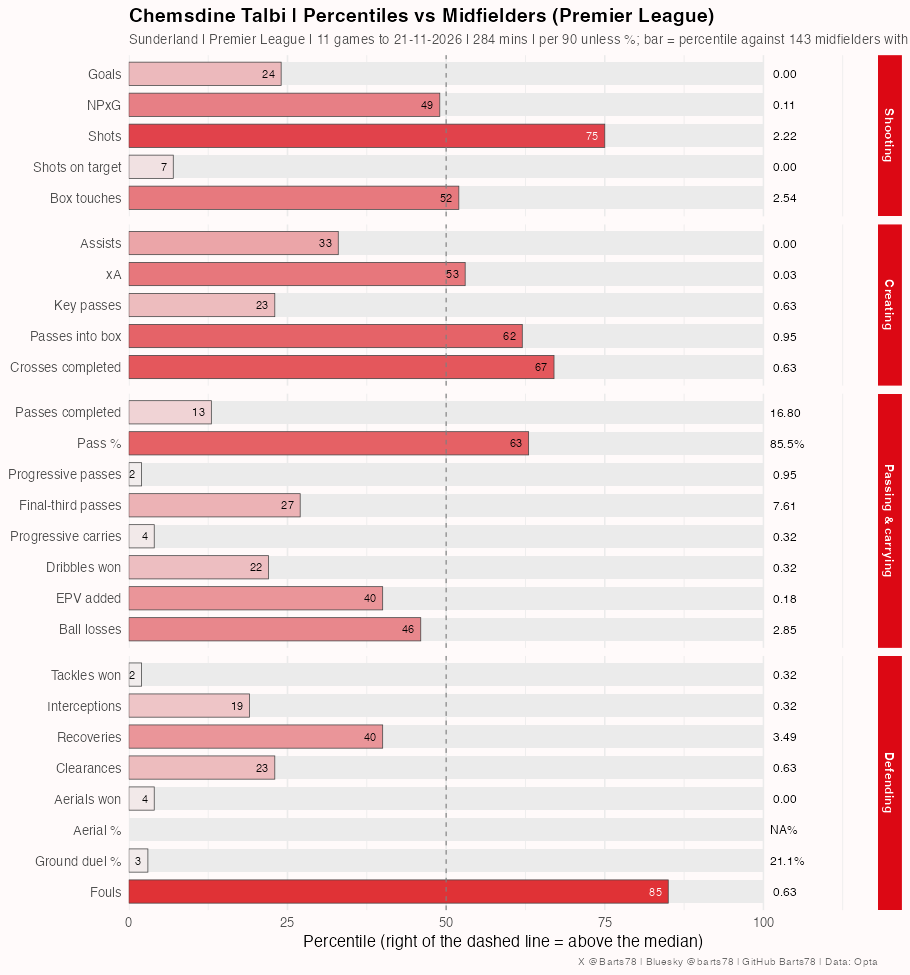 Chemsdine Talbi | Percentiles vs Midfielders (Premier League)
Sunderland | Premier League | 11 games to 21-11-2026 | 284 mins | per 90 unless %; bar = percentile against 143 midfielders with
Goals 24 0.00
NPxG 49 0.11
Shots 75 2.22
Shots on target 7 0.00
Box touches 52 2.54
Shooting
Assists 33 0.00
xA 53 0.03
Key passes 23 0.63
Passes into box 62 0.95
Crosses completed 67 0.63
Creating
Passes completed 13 16.80
Pass % 63 85.5%
Progressive passes 2 0.95
Final-third passes 27 7.61
Progressive carries 4 0.32
Dribbles won 22 0.32
EPV added 40 0.18
Ball losses 46 2.85
Passing & carrying
Tackles won 2 0.32
Interceptions 19 0.32
Recoveries 40 3.49
Clearances 23 0.63
Aerials won 4 0.00
Aerial % NA%
Ground duel % 3 21.1%
Fouls 85 0.63
Defending
0 25 50 75 100
Percentile (right of the dashed line = above the median)
X @Barts78 | Bluesky @barts78 | GitHub Barts78 | Data: Opta